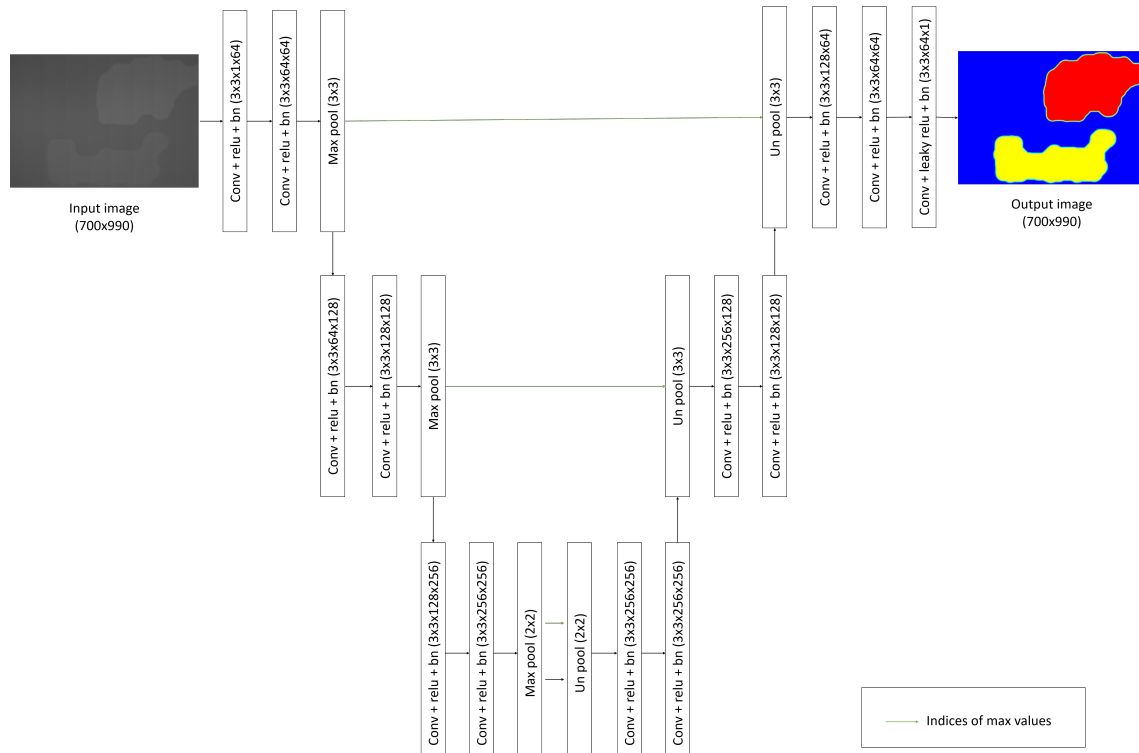 Input image
(700x990)
Conv + relu + bn (3x3x1x64)
Conv + relu + bn (3x3x64x64)
Max pool (3x3)
Conv + relu + bn (3x3x64x128)
Conv + relu + bn (3x3x128x128)
Max pool (3x3)
Conv + relu + bn (3x3x128x256)
Conv + relu + bn (3x3x256x256)
Max pool (2x2)
Un pool (2x2)
Conv + relu + bn (3x3x256x256)
Conv + relu + bn (3x3x256x256)
Un pool (3x3)
Conv + relu + bn (3x3x256x128)
Conv + relu + bn (3x3x128x128)
Un pool (3x3)
Conv + relu + bn (3x3x128x64)
Conv + relu + bn (3x3x64x64)
Conv + leaky relu + bn (3x3x64x1)
Output image
(700x990)
Indices of max values